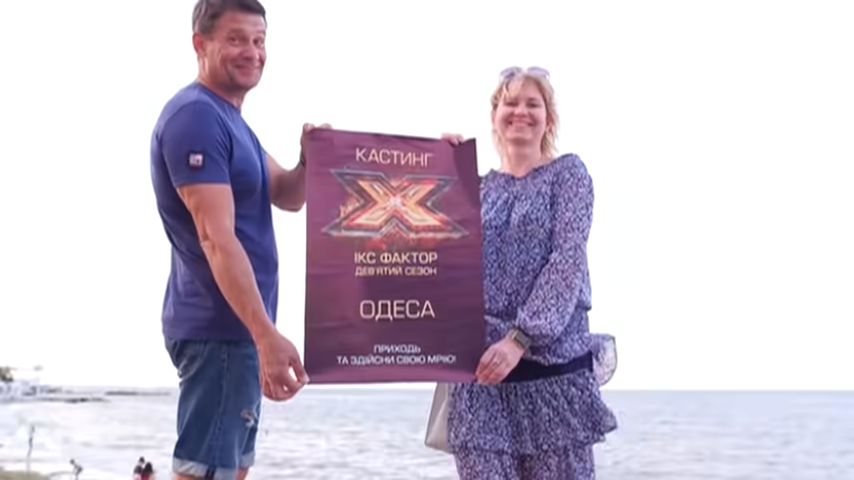 КАСТИНГ
X
ІКС ФАКТОР
ДЕВ'ЯТИЙ СЕЗОН
ОДЕСА
ПРИХОДЬ
ТА ЗДІЙСНИ СВОЮ МРІЮ!